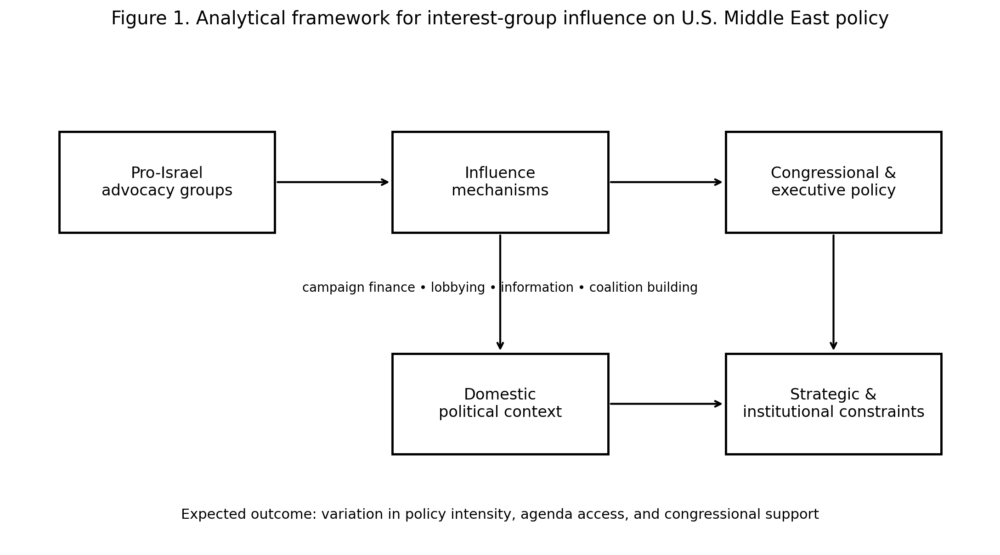 Figure 1. Analytical framework for interest-group influence on U.S. Middle East policy
Pro-Israel
advocacy groups
Influence
mechanisms
Congressional &
executive policy
campaign finance • lobbying • information • coalition building
Domestic
political context
Strategic &
institutional constraints
Expected outcome: variation in policy intensity, agenda access, and congressional support